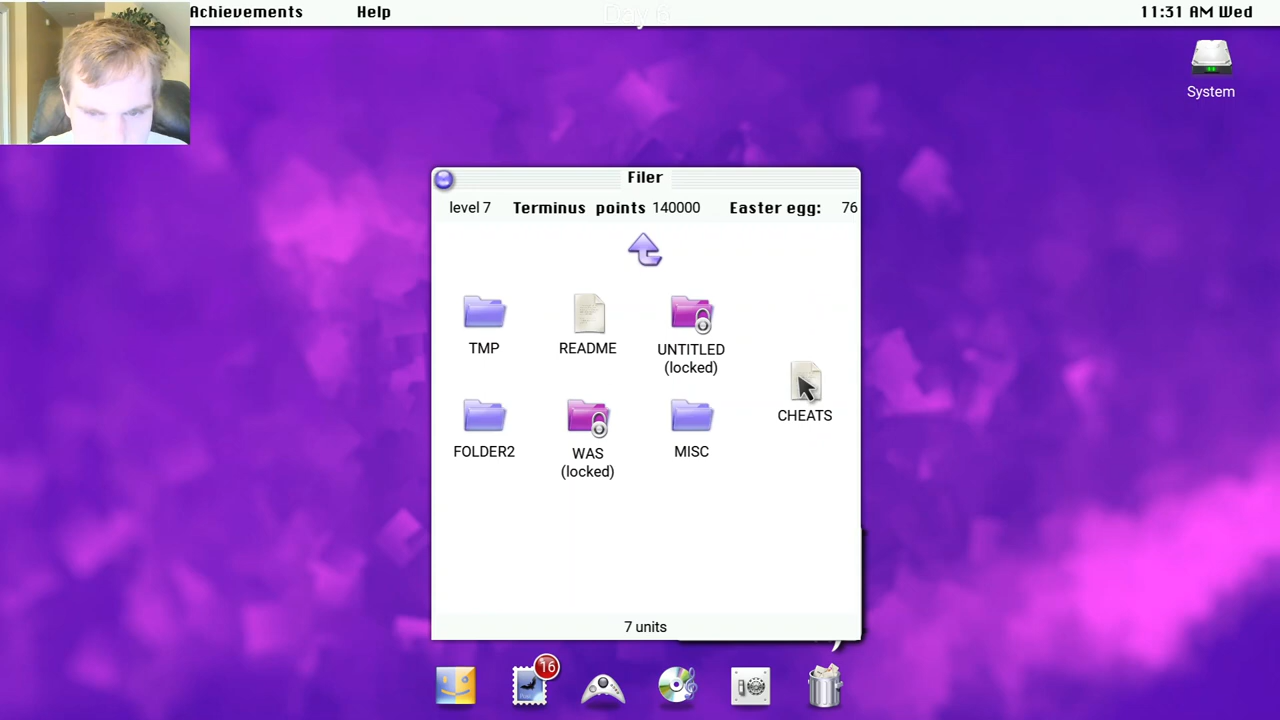 Achievements Help 11:31 AM Wed
System
Filer
level 7 Terminus points 140000 Easter egg: 76
TMP README UNTITLED
(locked)
CHEATS
FOLDER2 WAS
(locked) MISC
7 units
16